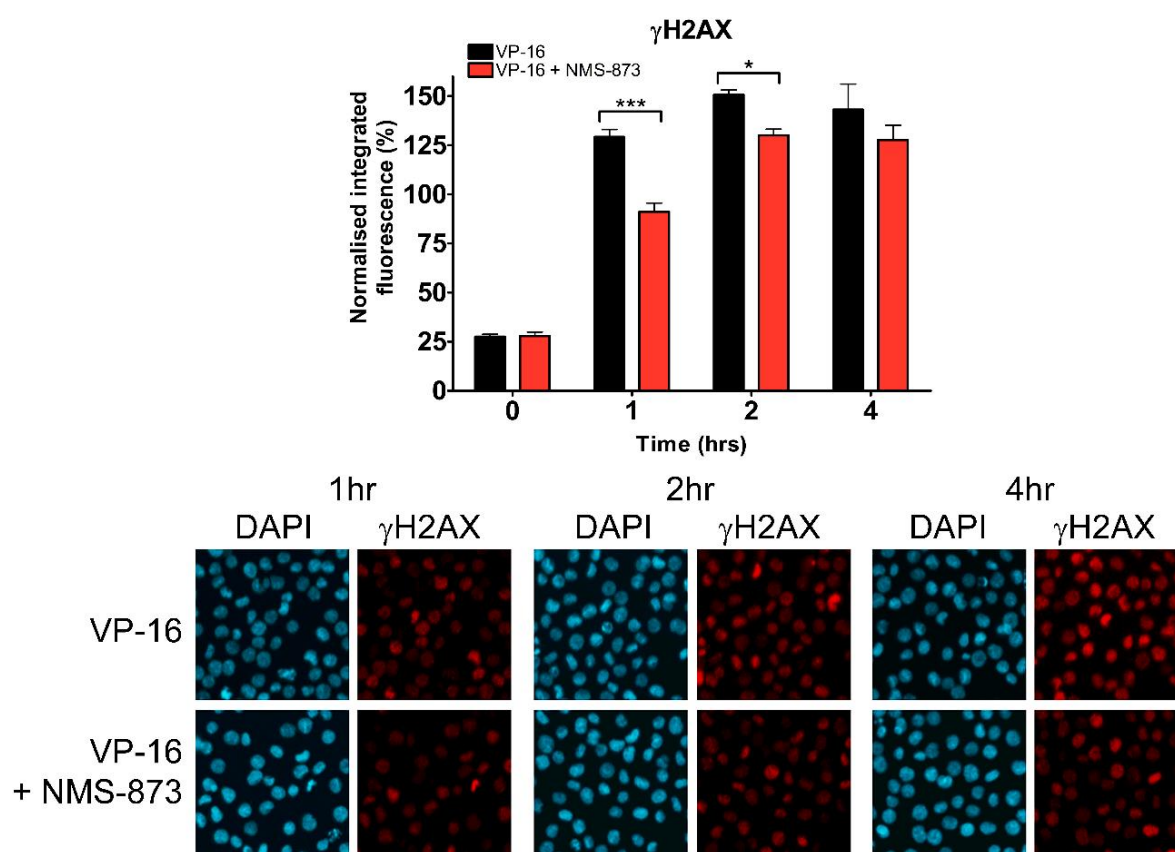 γH2AX
VP-16
VP-16 + NMS-873
***
*
Normalised integrated
fluorescence (%)
150
125
100
75
50
25
0
0 1 2 4
Time (hrs)
1hr 2hr 4hr
DAPI γH2AX DAPI γH2AX DAPI γH2AX
VP-16
VP-16
+ NMS-873